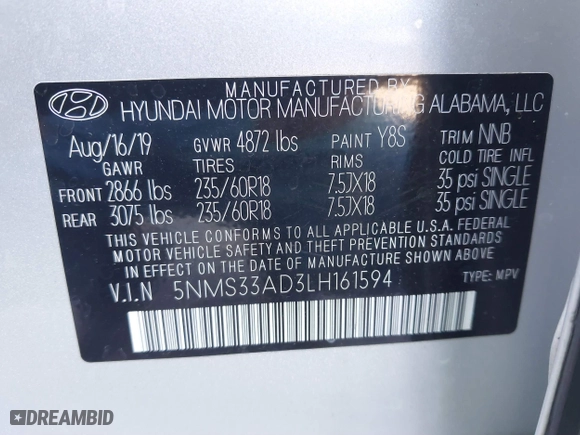 MANUFACTURED BY
HYUNDAI MOTOR MANUFACTURING ALABAMA, LLC
Aug/16/19 GVWR 4872 lbs PAINT Y8S TRIM NNB
GAWR TIRES RIMS COLD TIRE INFL
FRONT 2866 lbs 235/60R18 7.5JX18 35 psi SINGLE
REAR 3075 lbs 235/60R18 7.5JX18 35 psi SINGLE
THIS VEHICLE CONFORMS TO ALL APPLICABLE U.S.A. FEDERAL
MOTOR VEHICLE SAFETY AND THEFT PREVENTION STANDARDS
IN EFFECT ON THE DATE OF MANUFACTURE SHOWN ABOVE.
V.I.N 5NMS33AD3LH161594 TYPE: MPV
DREAMBID